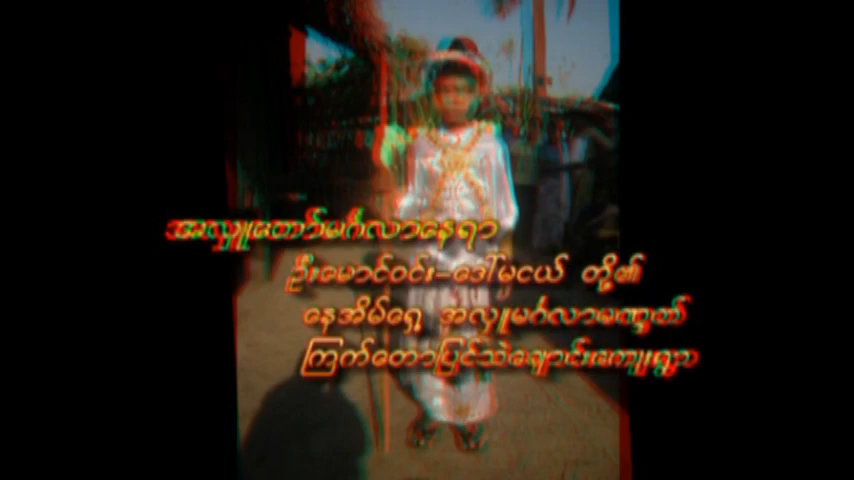 အလှူတော်မင်္ဂလာနေရာ
ဦးမောင်ဝင်း-ဒေါ်မငယ် တို့၏
နေအိမ်ရှေ့ အလှူမင်္ဂလာမဏ္ဍပ်
ကြက်တောပြင်သဲချောင်းကျေးရွာ